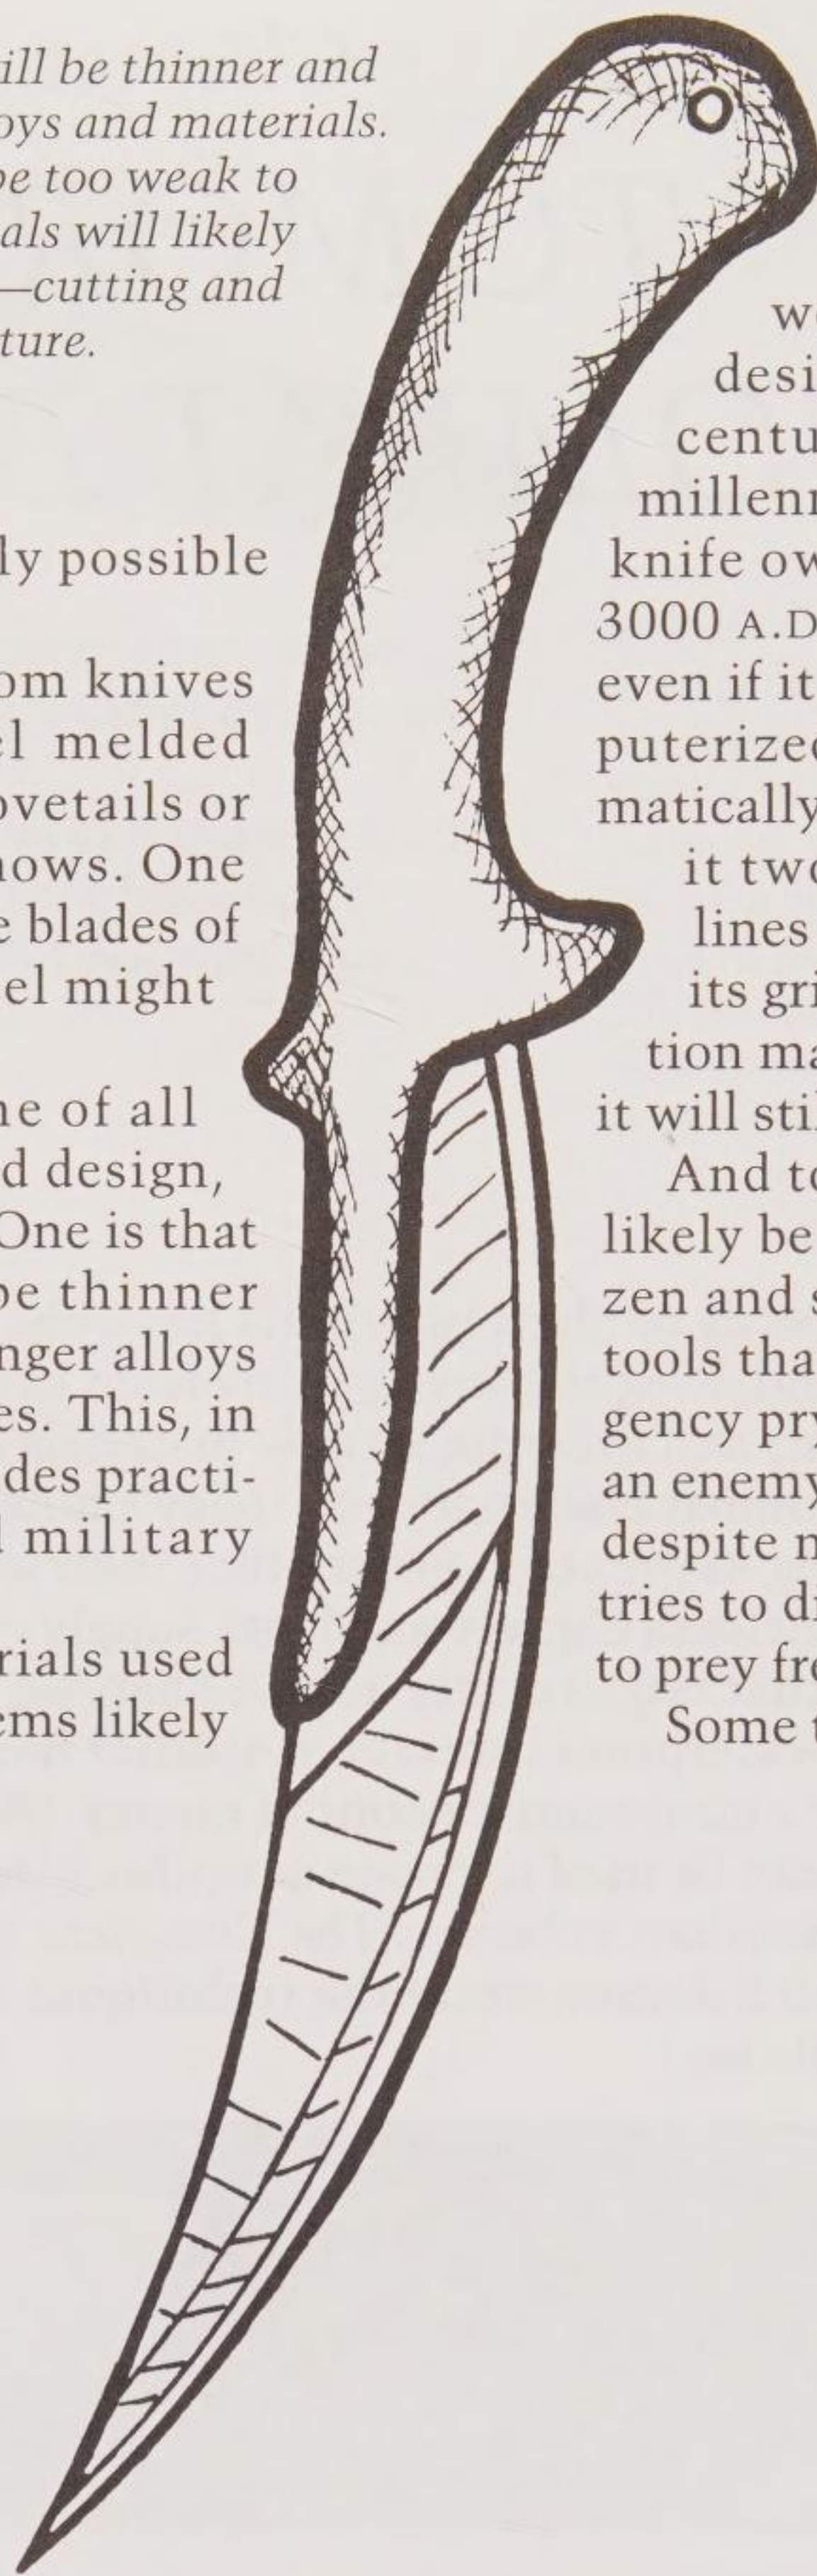 ill be thinner and
oys and materials.
be too weak to
als will likely
—cutting and
ture.
ly possible
om knives
el melded
ovetails or
hows. One
e blades of
el might
ne of all
d design,
One is that
be thinner
nger alloys
es. This, in
des practi-
d military
rials used
ems likely
we
desi
centu
millenn
knife ow
3000 A.D
even if it
puterized
matically
it two
lines
its gri
tion ma
it will stil
And to
likely be
zen and s
tools tha
gency pry
an enemy
despite m
tries to di
to prey fre
Some t